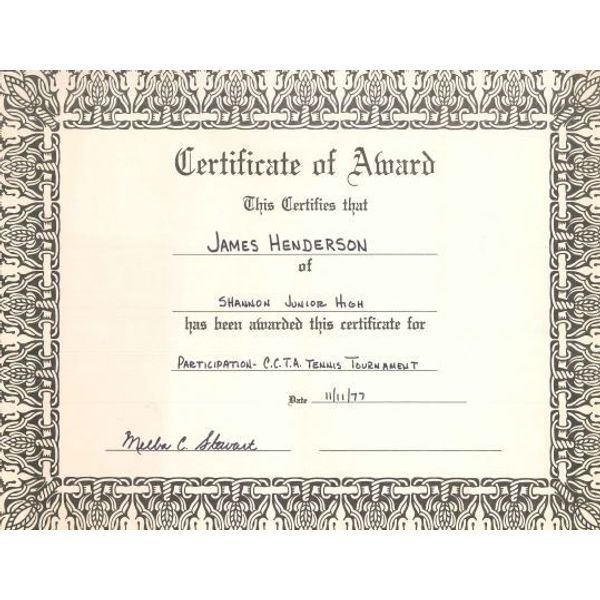 Certificate of Award
This Certifies that
JAMES HENDERSON
of
SHANNON JUNIOR HIGH
has been awarded this certificate for
PARTICIPATION- C.C.T.A. TENNIS TOURNAMENT
Date 11/11/77
Melba C. Stewart